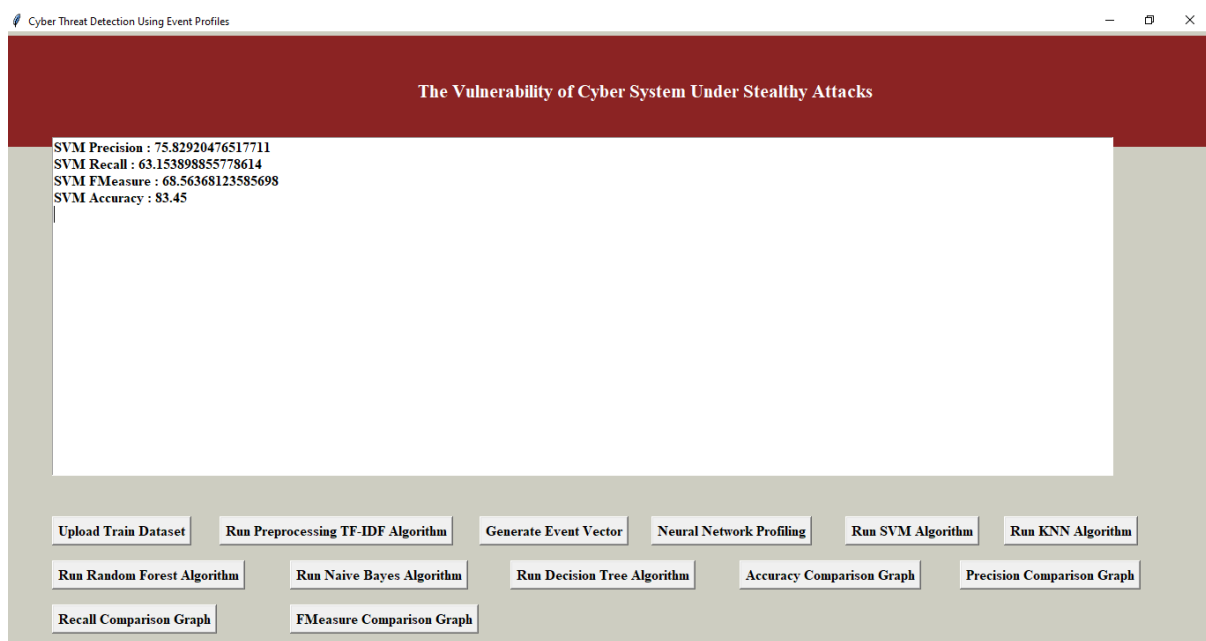 Cyber Threat Detection Using Event Profiles
The Vulnerability of Cyber System Under Stealthy Attacks
SVM Precision : 75.82920476517711
SVM Recall : 63.153898855778614
SVM FMeasure : 68.56368123585698
SVM Accuracy : 83.45
Upload Train Dataset
Run Preprocessing TF-IDF Algorithm
Generate Event Vector
Neural Network Profiling
Run SVM Algorithm
Run KNN Algorithm
Run Random Forest Algorithm
Run Naive Bayes Algorithm
Run Decision Tree Algorithm
Accuracy Comparison Graph
Precision Comparison Graph
Recall Comparison Graph
FMeasure Comparison Graph